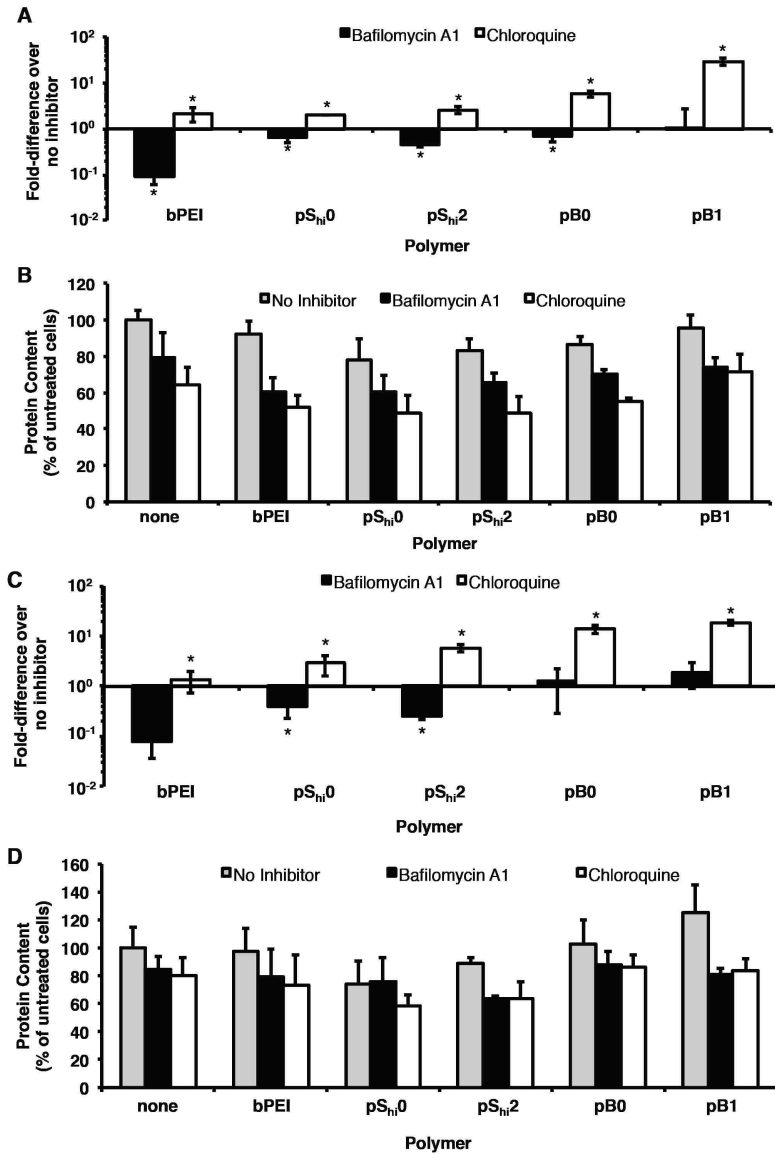 A
Bafilomycin A1 Chloroquine
Fold-difference over
no inhibitor
10²
10¹
10⁰
10⁻¹
10⁻²
* * * * *
* * * *
bPEI pShi0 pShi2 pB0 pB1
Polymer
B
No Inhibitor Bafilomycin A1 Chloroquine
Protein Content
(% of untreated cells)
120
100
80
60
40
20
0
none bPEI pShi0 pShi2 pB0 pB1
Polymer
C
Bafilomycin A1 Chloroquine
Fold-difference over
no inhibitor
10²
10¹
10⁰
10⁻¹
10⁻²
* * * * *
* *
bPEI pShi0 pShi2 pB0 pB1
Polymer
D
No Inhibitor Bafilomycin A1 Chloroquine
Protein Content
(% of untreated cells)
160
140
120
100
80
60
40
20
0
none bPEI pShi0 pShi2 pB0 pB1
Polymer